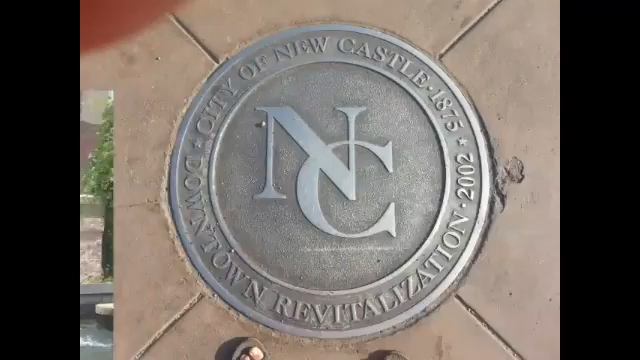 CITY OF NEW CASTLE · 1875
NC
DOWNTOWN REVITALIZATION · 2002